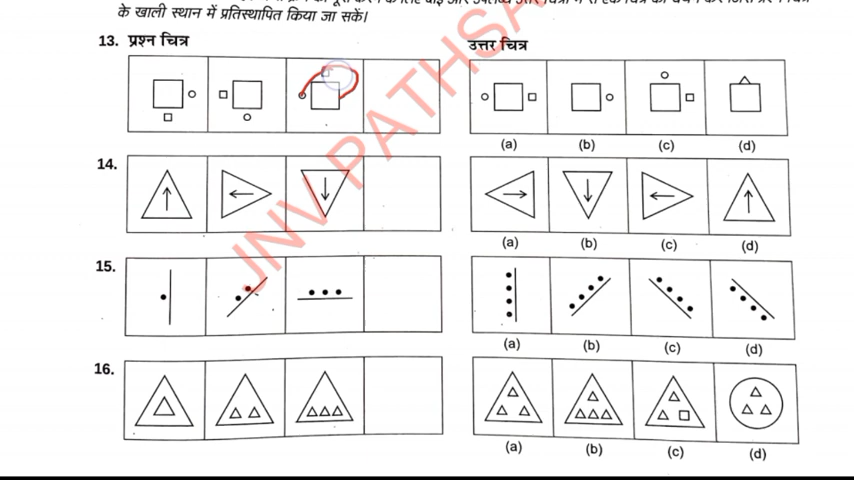 के खाली स्थान में प्रतिस्थापित किया जा सकें।
13. प्रश्न चित्र
उत्तर चित्र
(a) (b) (c) (d)
14.
(a) (b) (c) (d)
15.
(a) (b) (c) (d)
16.
(a) (b) (c) (d)
JNV PATHSA